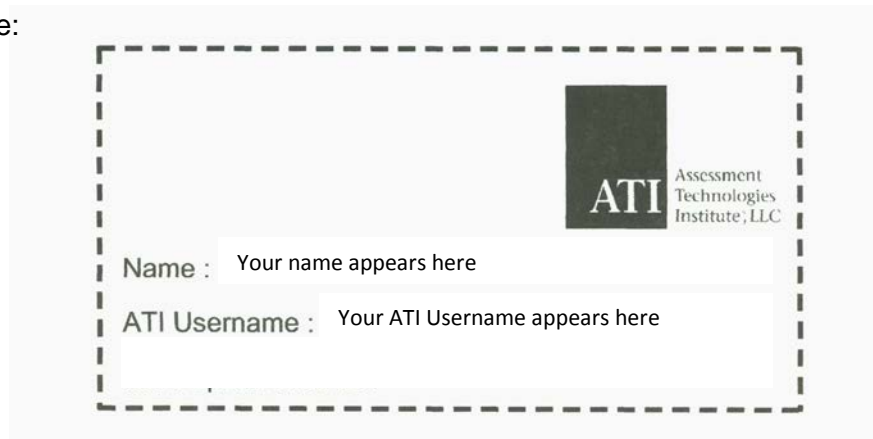 e:
ATI
Assessment
Technologies
Institute, LLC
Name : Your name appears here
ATI Username : Your ATI Username appears here